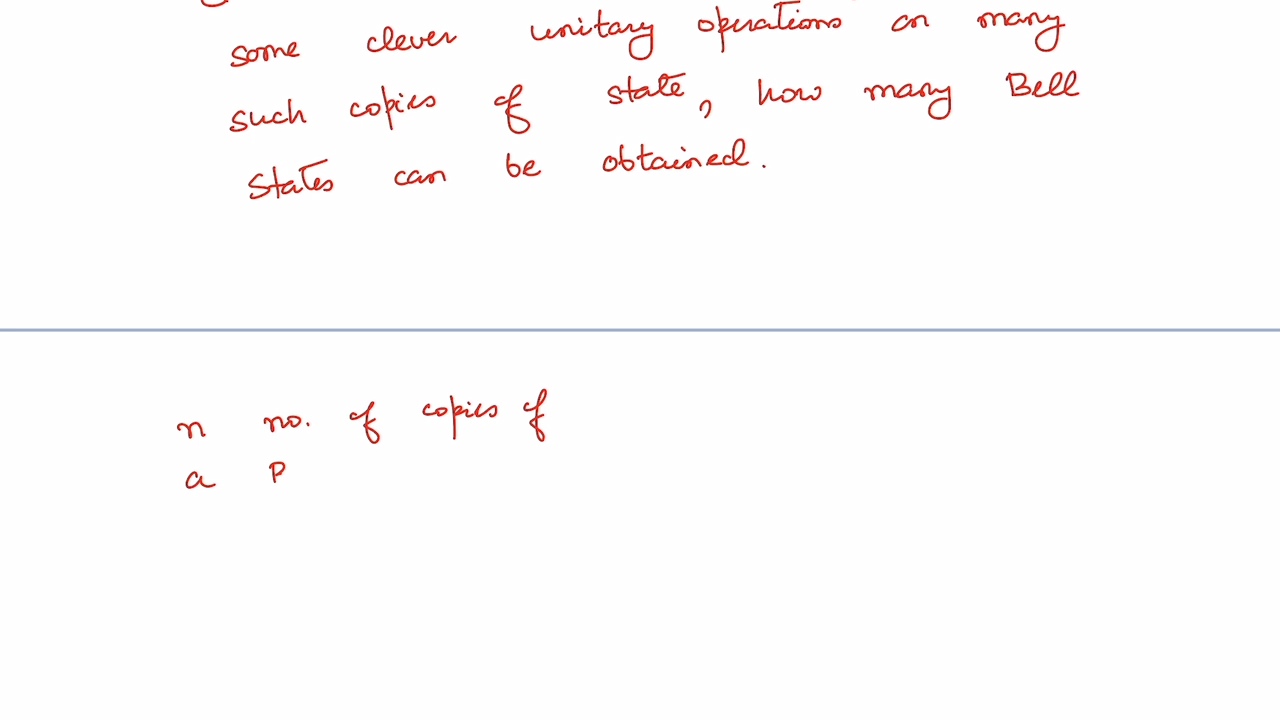 some clever unitary operations on many
such copies of state, how many Bell
states can be obtained.
n no. of copies of
a P